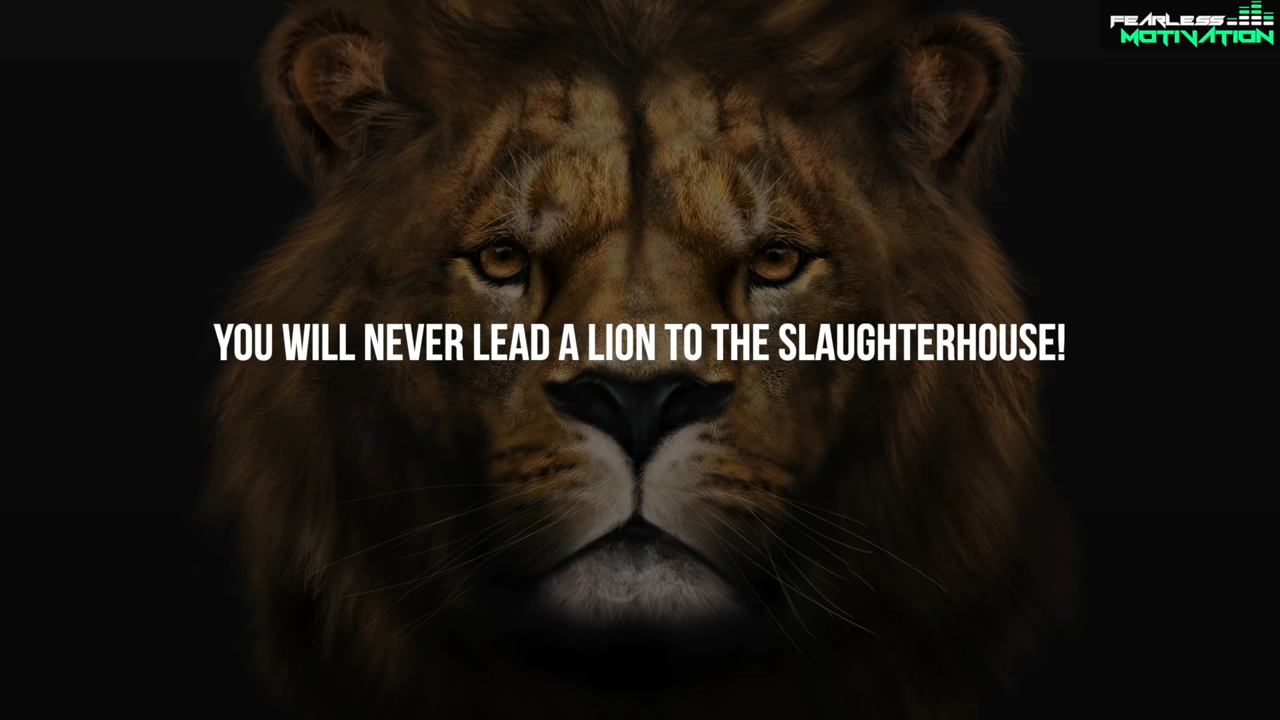 FEARLESS
MOTIVATION
YOU WILL NEVER LEAD A LION TO THE SLAUGHTERHOUSE!